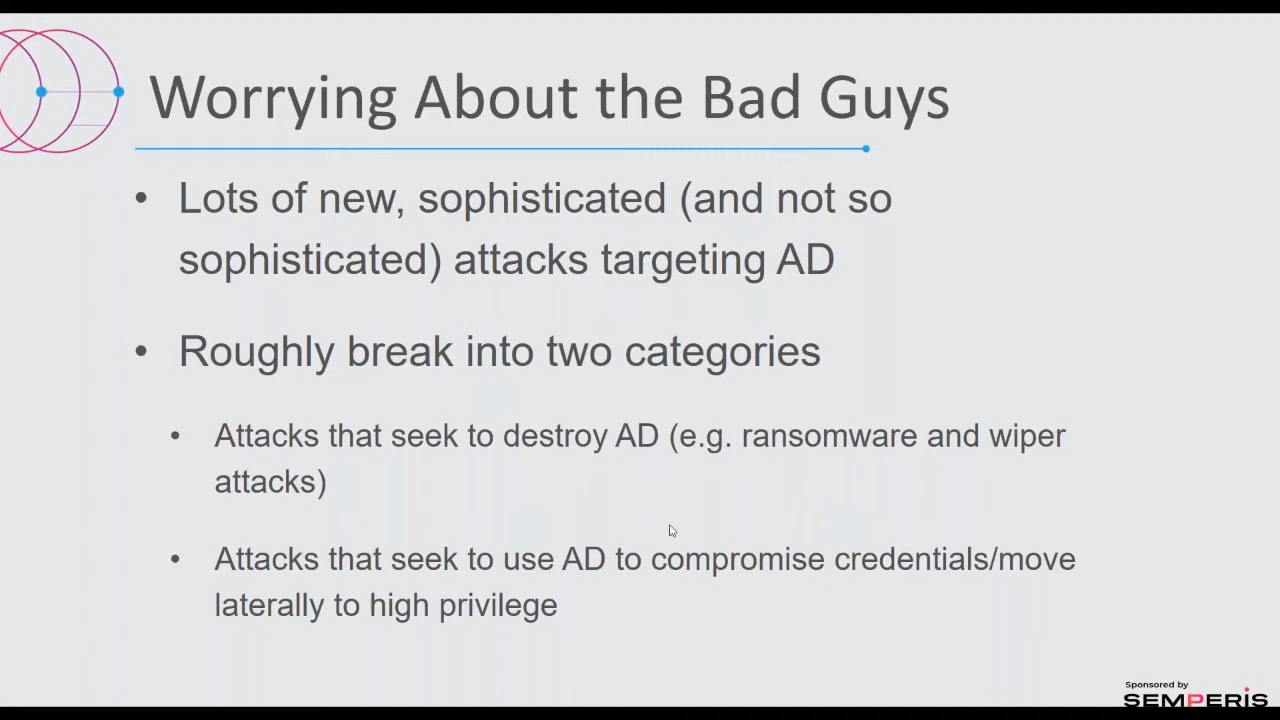 Worrying About the Bad Guys
• Lots of new, sophisticated (and not so
sophisticated) attacks targeting AD
• Roughly break into two categories
• Attacks that seek to destroy AD (e.g. ransomware and wiper
attacks)
• Attacks that seek to use AD to compromise credentials/move
laterally to high privilege
Sponsored by
SEMPERIS